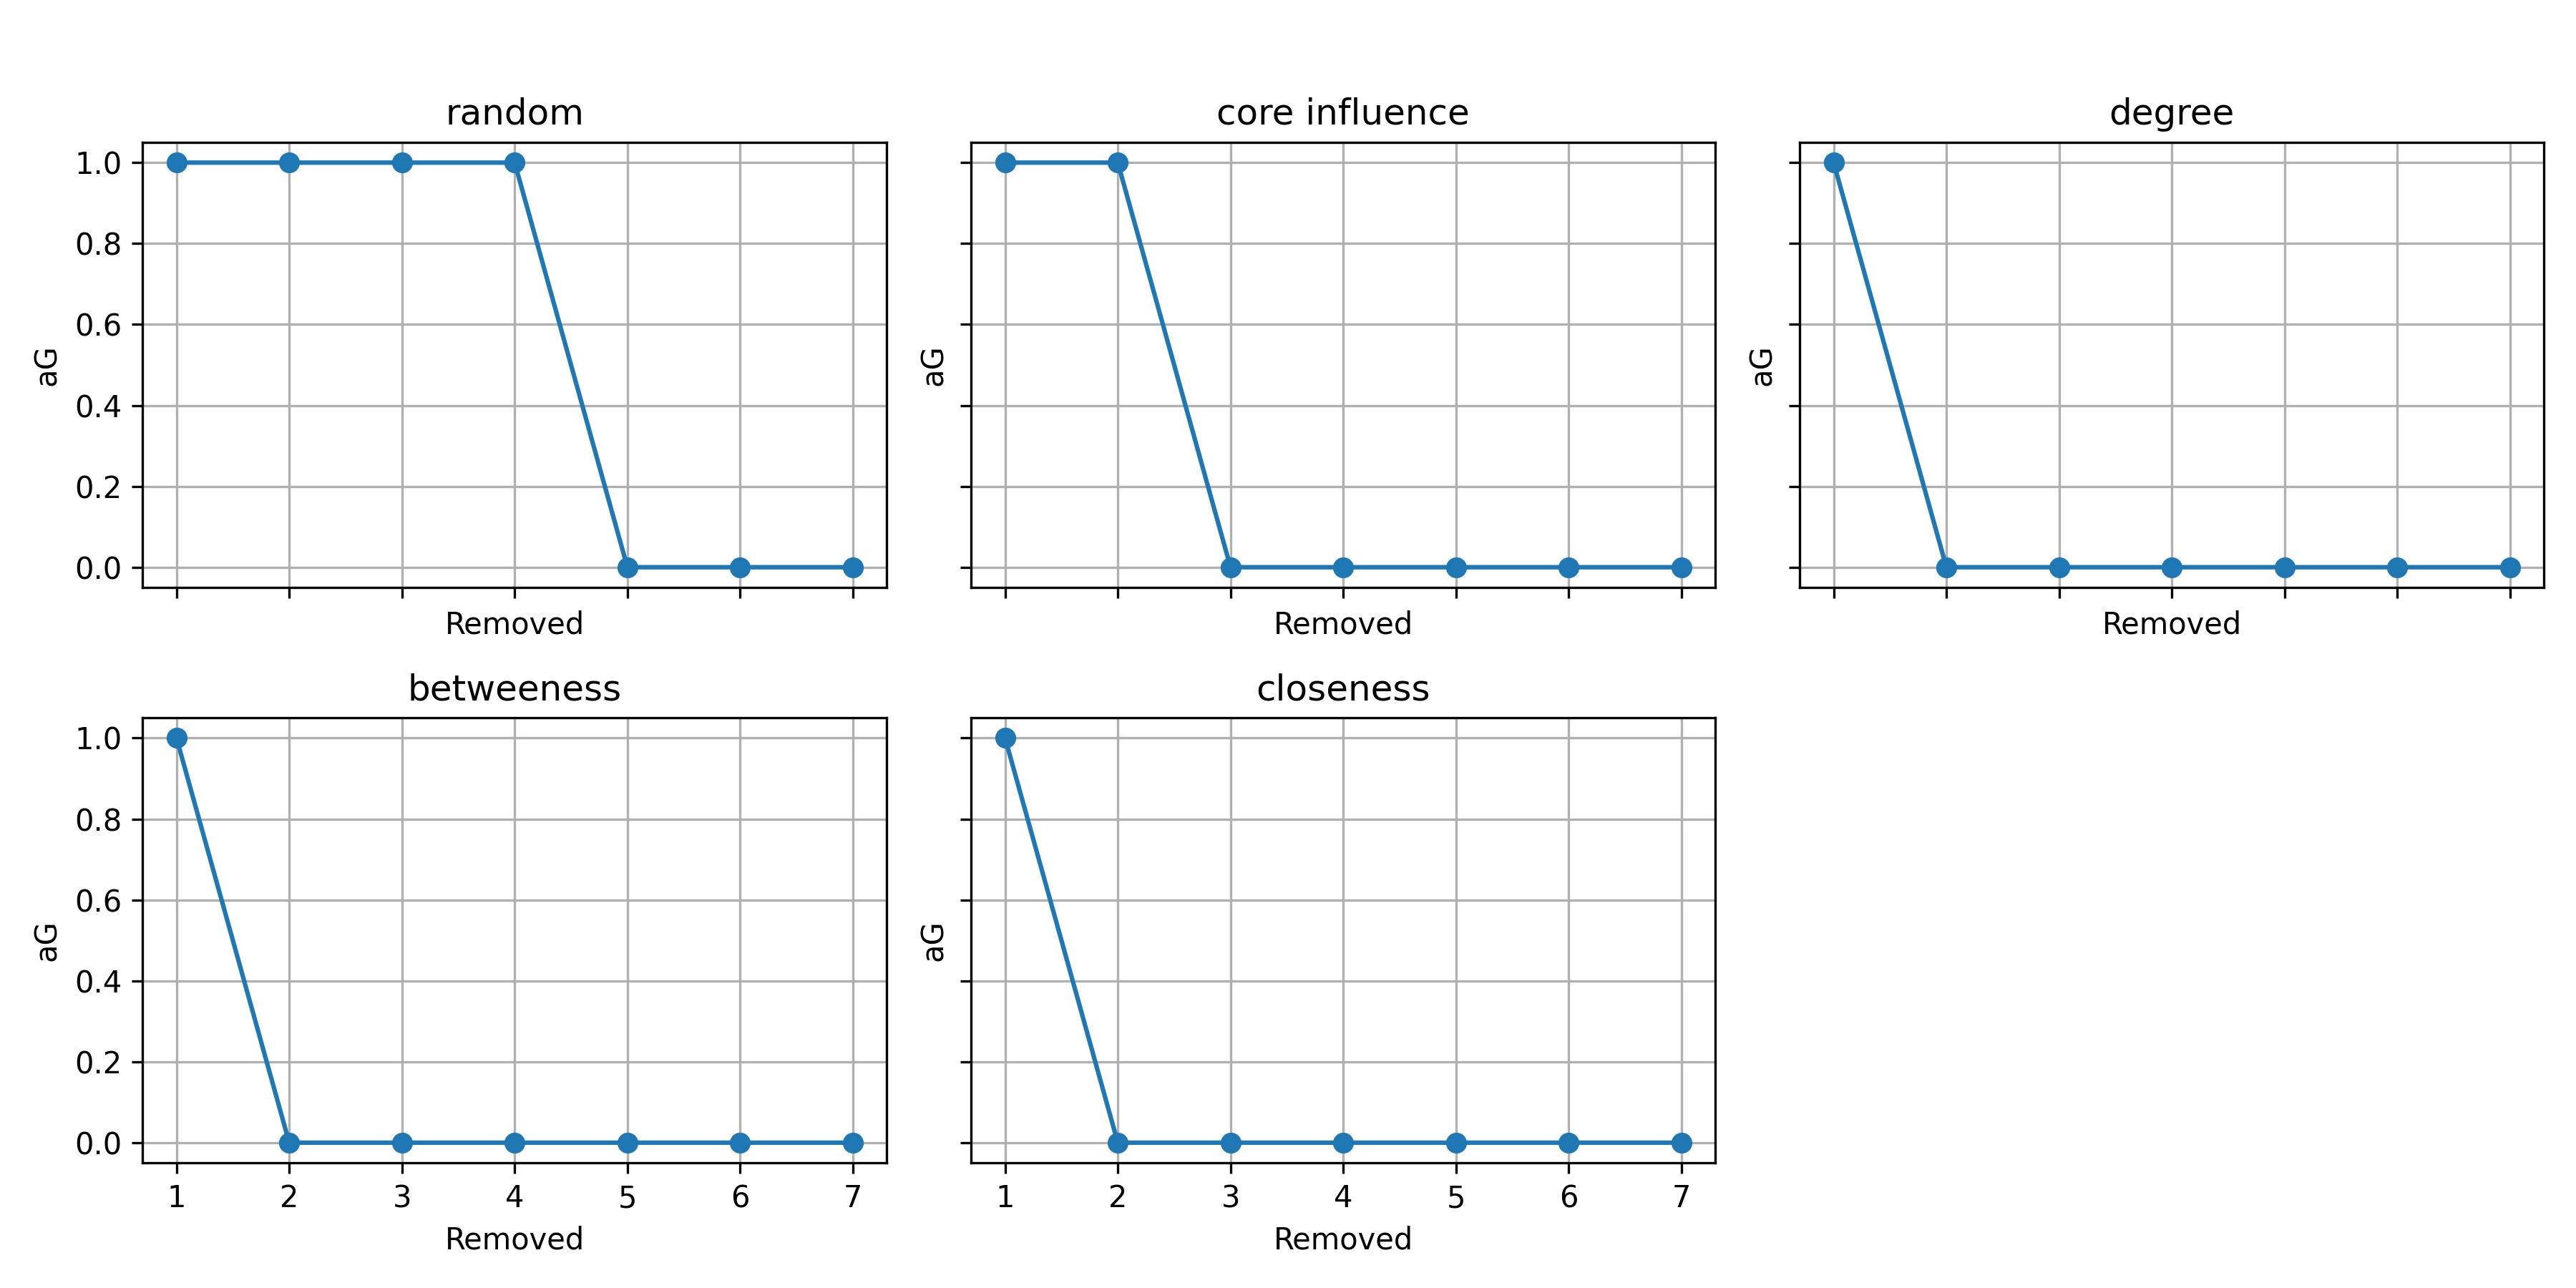 random
core influence
degree
1.0
0.8
0.6
0.4
0.2
0.0
aG
aG
aG
Removed
Removed
Removed
betweeness
closeness
1.0
0.8
0.6
0.4
0.2
0.0
aG
aG
1 2 3 4 5 6 7
1 2 3 4 5 6 7
Removed
Removed